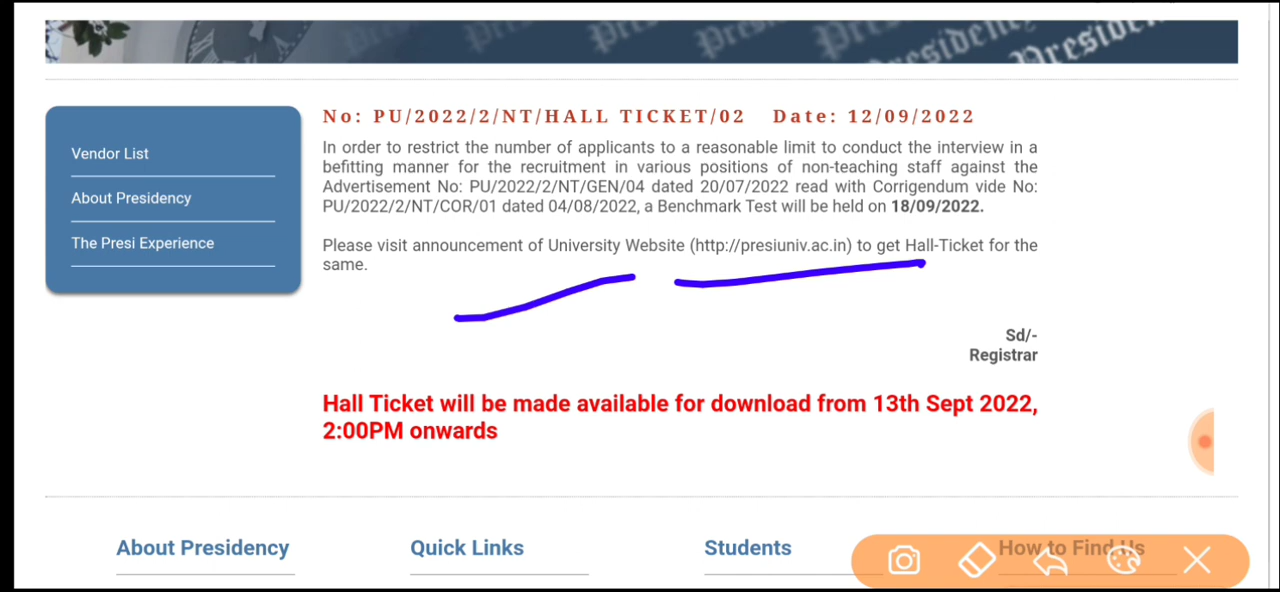 Presidency
Vendor List
About Presidency
The Presi Experience
No: PU/2022/2/NT/HALL TICKET/02 Date: 12/09/2022
In order to restrict the number of applicants to a reasonable limit to conduct the interview in a
befitting manner for the recruitment in various positions of non-teaching staff against the
Advertisement No: PU/2022/2/NT/GEN/04 dated 20/07/2022 read with Corrigendum vide No:
PU/2022/2/NT/COR/01 dated 04/08/2022, a Benchmark Test will be held on 18/09/2022.
Please visit announcement of University Website (http://presiuniv.ac.in) to get Hall-Ticket for the
same.
Sd/-
Registrar
Hall Ticket will be made available for download from 13th Sept 2022,
2:00PM onwards
About Presidency
Quick Links
Students
How to Find Us